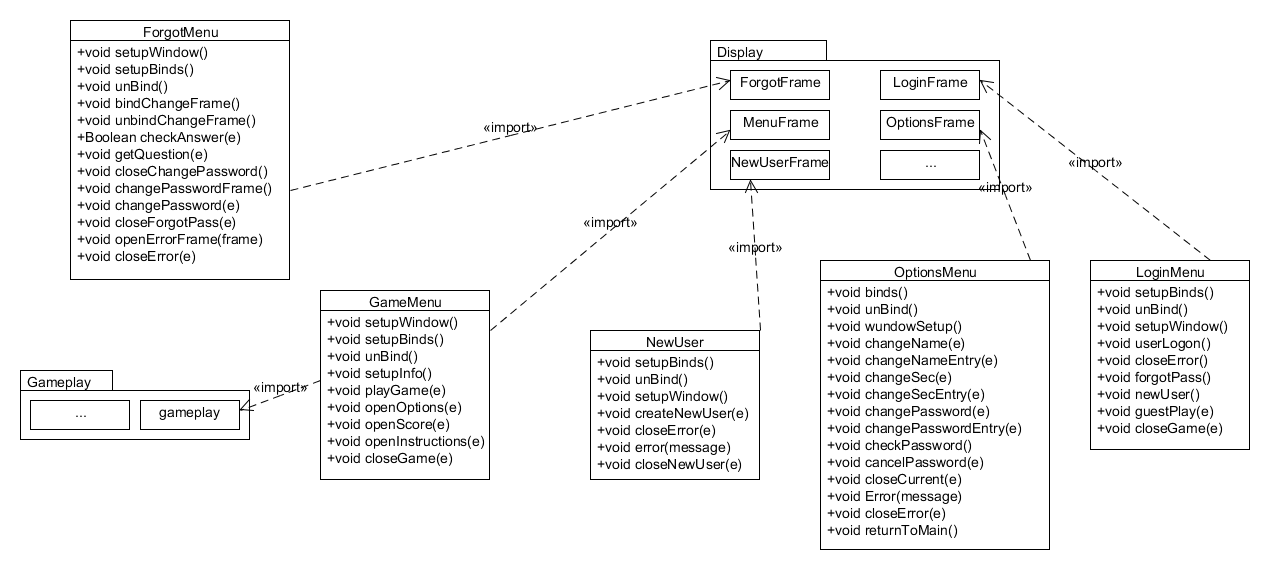 ForgotMenu
+void setupWindow()
+void setupBinds()
+void unBind()
+void bindChangeFrame()
+void unbindChangeFrame()
+Boolean checkAnswer(e)
+void getQuestion(e)
+void closeChangePassword()
+void changePasswordFrame()
+void changePassword(e)
+void closeForgotPass(e)
+void openErrorFrame(frame)
+void closeError(e)
Display
ForgotFrame
LoginFrame
MenuFrame
OptionsFrame
NewUserFrame
...
«import»
«import»
«import»
«import»
«import»
«import»
Gameplay
...
gameplay
GameMenu
+void setupWindow()
+void setupBinds()
+void unBind()
+void setupInfo()
+void playGame(e)
+void openOptions(e)
+void openScore(e)
+void openInstructions(e)
+void closeGame(e)
NewUser
+void setupBinds()
+void unBind()
+void setupWindow()
+void createNewUser(e)
+void closeError(e)
+void error(message)
+void closeNewUser(e)
OptionsMenu
+void binds()
+void unBind()
+void wundowSetup()
+void changeName(e)
+void changeNameEntry(e)
+void changeSec(e)
+void changeSecEntry(e)
+void changePassword(e)
+void changePasswordEntry(e)
+void checkPassword()
+void cancelPassword(e)
+void closeCurrent(e)
+void Error(message)
+void closeError(e)
+void returnToMain()
LoginMenu
+void setupBinds()
+void unBind()
+void setupWindow()
+void userLogon()
+void closeError()
+void forgotPass()
+void newUser()
+void guestPlay(e)
+void closeGame(e)